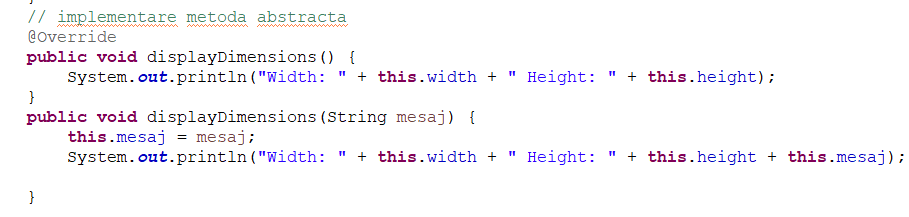 // implementare metoda abstracta
@Override
public void displayDimensions() {
System.out.println("Width: " + this.width + " Height: " + this.height);
}
public void displayDimensions(String mesaj) {
this.mesaj = mesaj;
System.out.println("Width: " + this.width + " Height: " + this.height + this.mesaj);
}